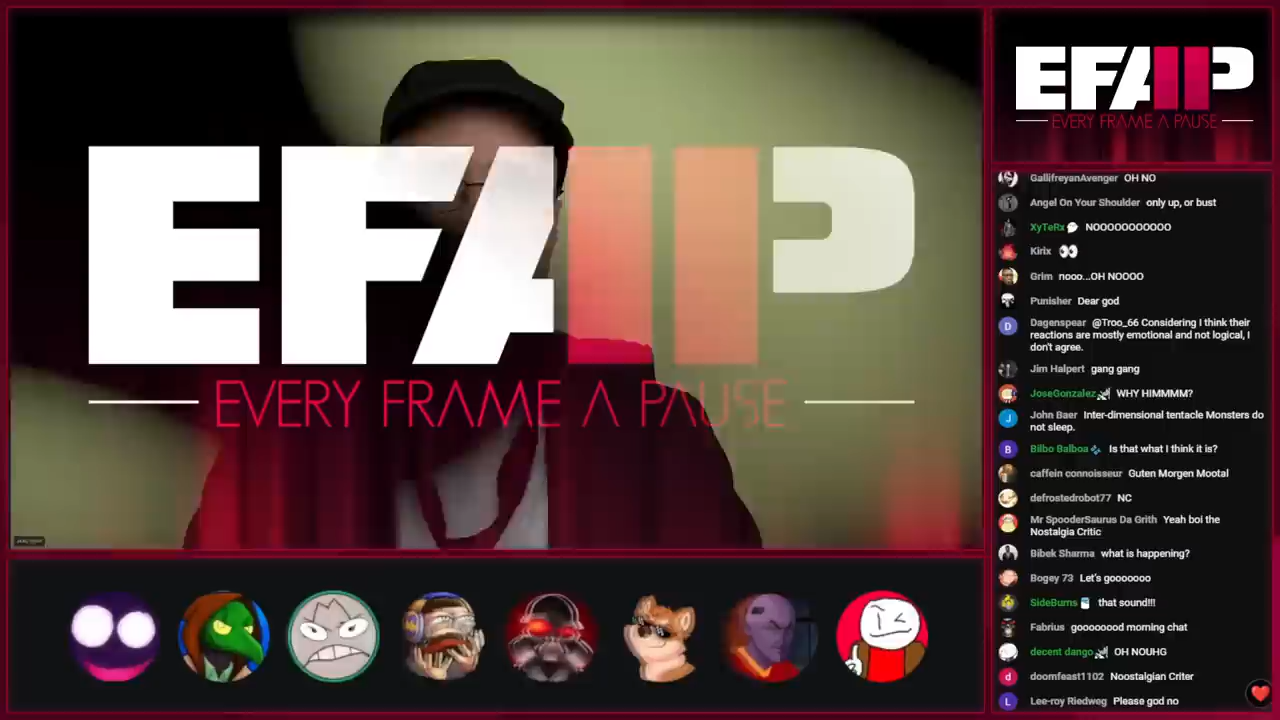 EFAP
EVERY FRAME A PAUSE
EFAP
EVERY FRAME A PAUSE
GallifreyanAvenger OH NO
Angel On Your Shoulder only up, or bust
XyTeRx NOOOOOOOOOOO
Kirix
Grim nooo...OH NOOOO
Punisher Dear god
D
Dagenspear @Troo_66 Considering I think their
reactions are mostly emotional and not logical, I
don't agree.
Jim Halpert gang gang
JoseGonzalez WHY HIMMMM?
J
John Baer Inter-dimensional tentacle Monsters do
not sleep.
B
Bilbo Balboa Is that what I think it is?
caffein connoisseur Guten Morgen Mootal
defrostedrobot77 NC
Mr SpooderSaurus Da Grith Yeah boi the
Nostalgia Critic
Bibek Sharma what is happening?
Bogey 73 Let's gooooooo
SideBurns that sound!!!
Fabrius goooooood morning chat
decent dango OH NOUHG
d
doomfeast1102 Noostalgian Criter
L
Lee-roy Riedweg Please god no